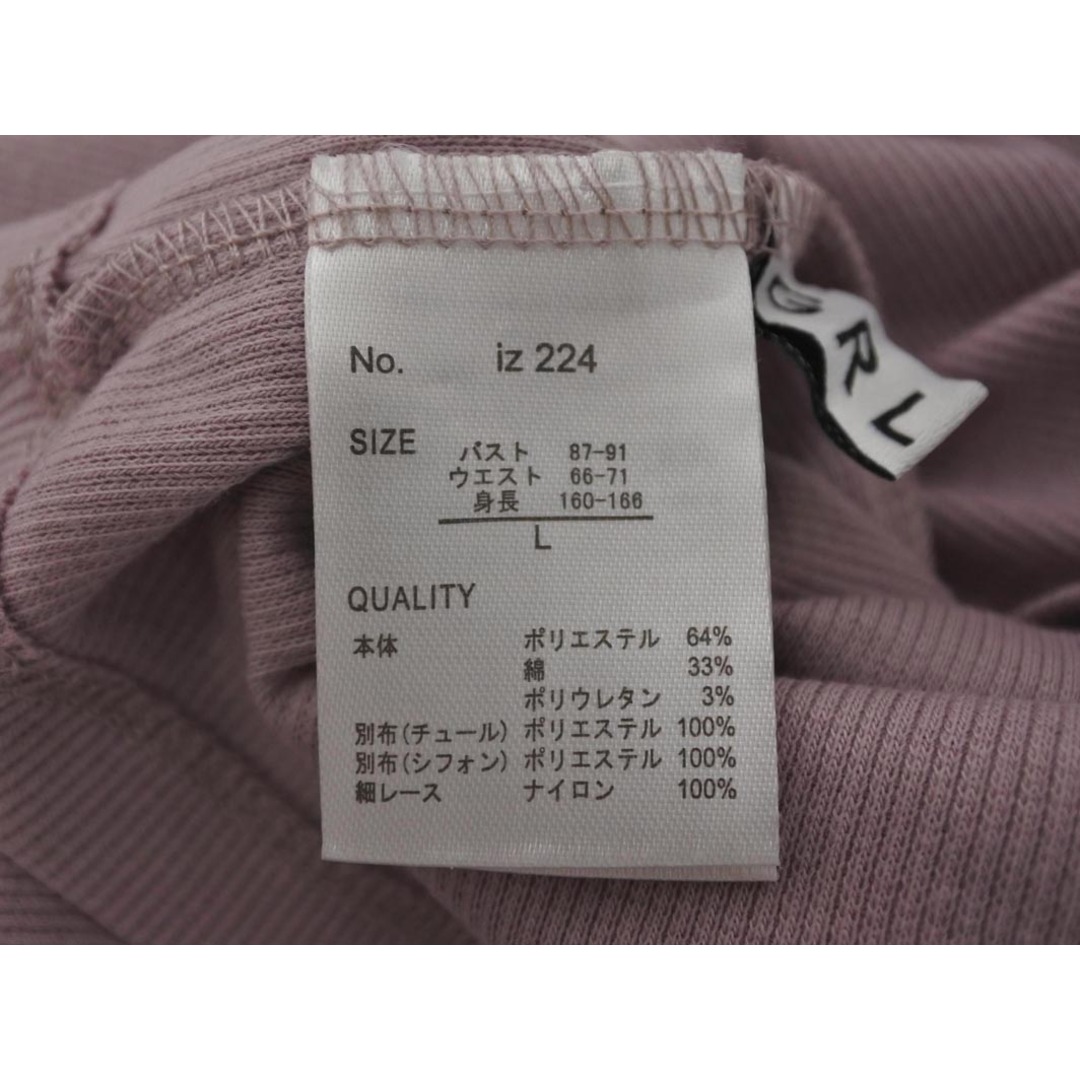 No. iz 224
SIZE
バスト 87-91
ウエスト 66-71
身長 160-166
L
QUALITY
本体 ポリエステル 64%
綿 33%
ポリウレタン 3%
別布(チュール) ポリエステル 100%
別布(シフォン) ポリエステル 100%
細レース ナイロン 100%
RL